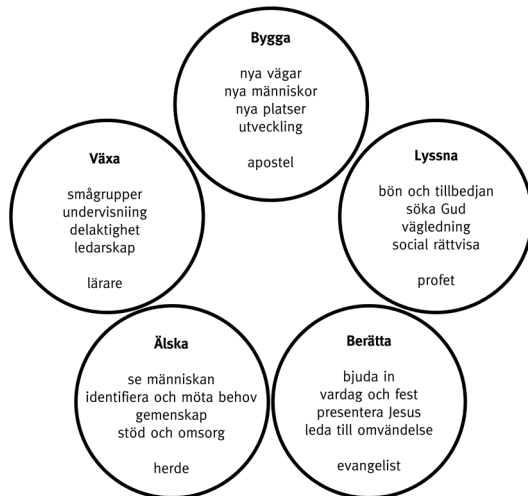 Bygga
nya vägar
nya människor
nya platser
utveckling
apostel
Lyssna
bön och tillbedjan
söka Gud
vägledning
social rättvisa
profet
Berätta
bjuda in
vardag och fest
presentera Jesus
leda till omvändelse
evangelist
Älska
se människan
identifiera och möta behov
gemenskap
stöd och omsorg
herde
Växa
smågrupper
undervisniing
delaktighet
ledarskap
lärare